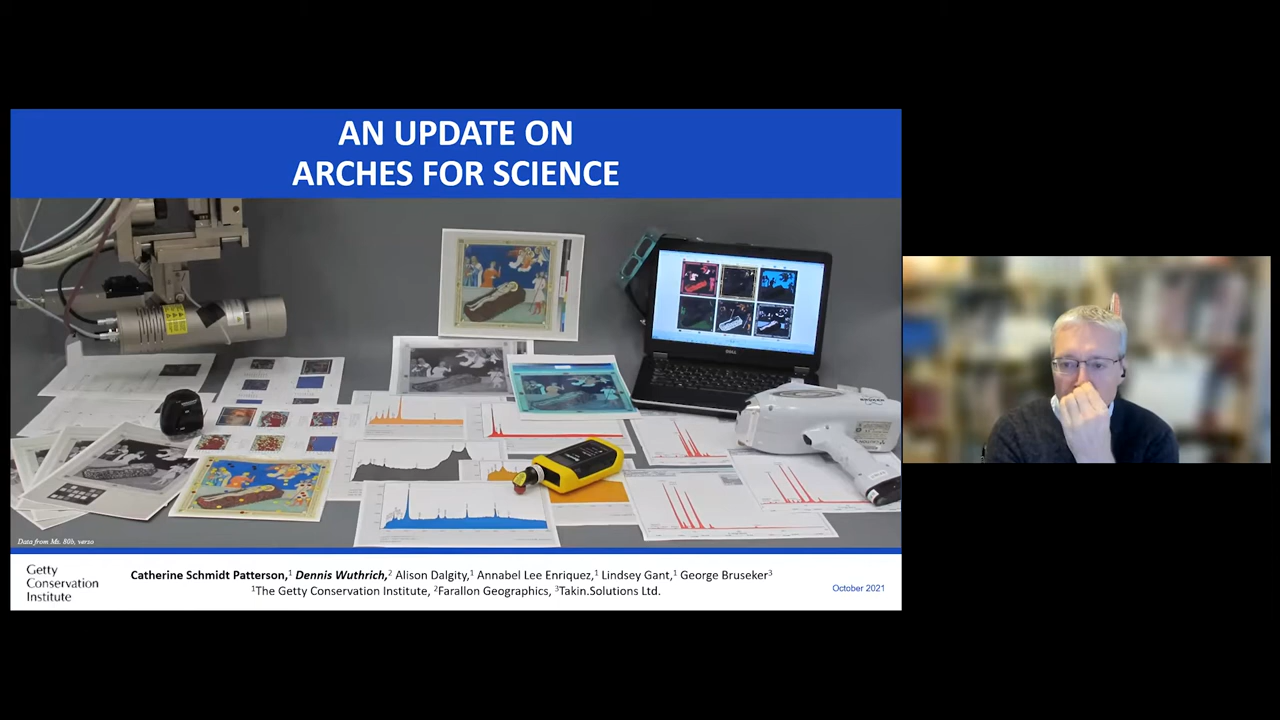 AN UPDATE ON
ARCHES FOR SCIENCE
DELL
BRUKER
Data from Ms. 80b, verso
Getty
Conservation
Institute
Catherine Schmidt Patterson,¹ Dennis Wuthrich,² Alison Dalgity,¹ Annabel Lee Enriquez,¹ Lindsey Gant,¹ George Bruseker³
¹The Getty Conservation Institute, ²Farallon Geographics, ³Takin.Solutions Ltd.
October 2021